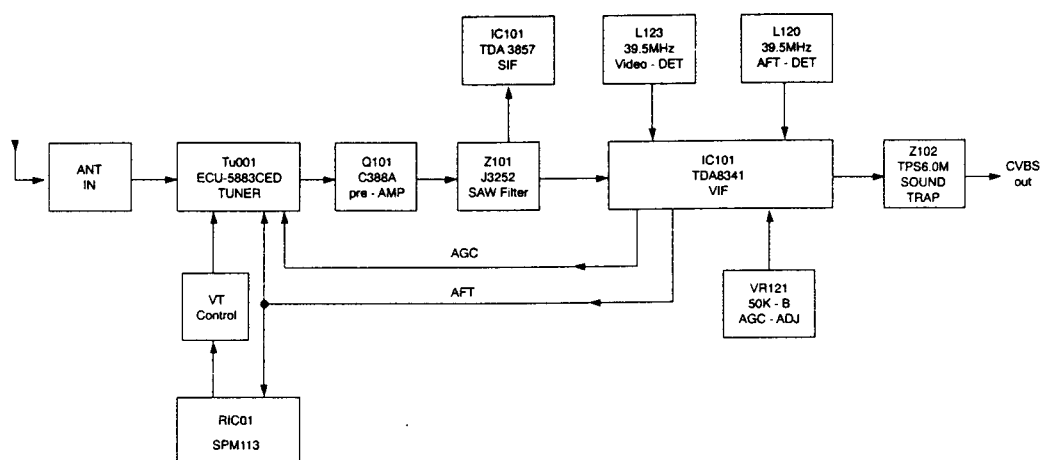 IC101
TDA 3857
SIF
L123
39.5MHz
Video - DET
L120
39.5MHz
AFT - DET
ANT
IN
Tu001
ECU-5883CED
TUNER
Q101
C388A
pre - AMP
Z101
J3252
SAW Filter
IC101
TDA8341
VIF
Z102
TPS6.0M
SOUND
TRAP
CVBS
out
AGC
AFT
VT
Control
VR121
50K - B
AGC - ADJ
RIC01
SPM113